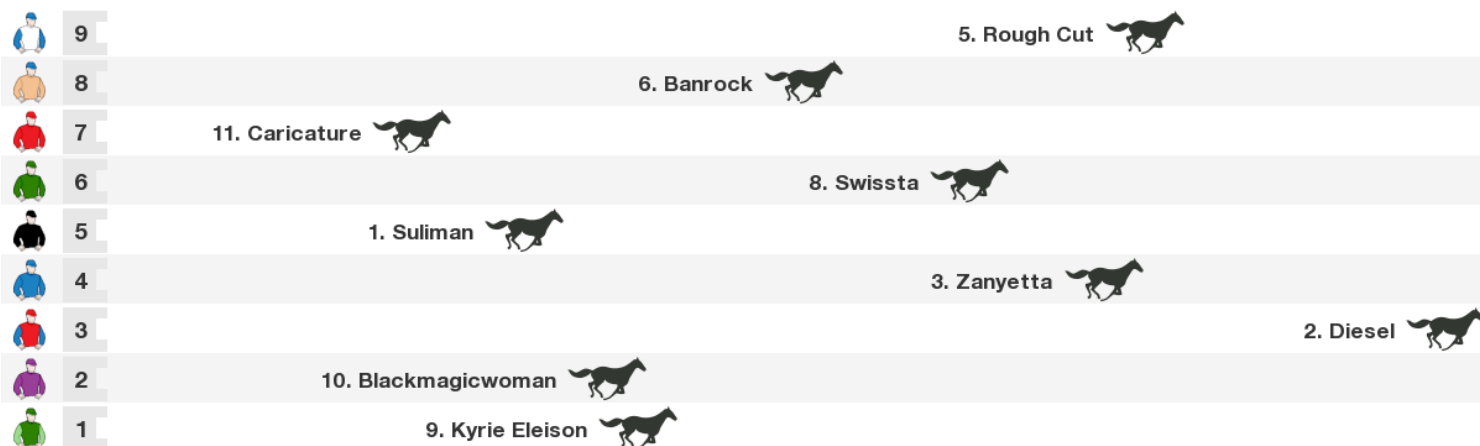 9 5. Rough Cut
8 6. Banrock
7 11. Caricature
6 8. Swissta
5 1. Suliman
4 3. Zanyetta
3 2. Diesel
2 10. Blackmagicwoman
1 9. Kyrie Eleison